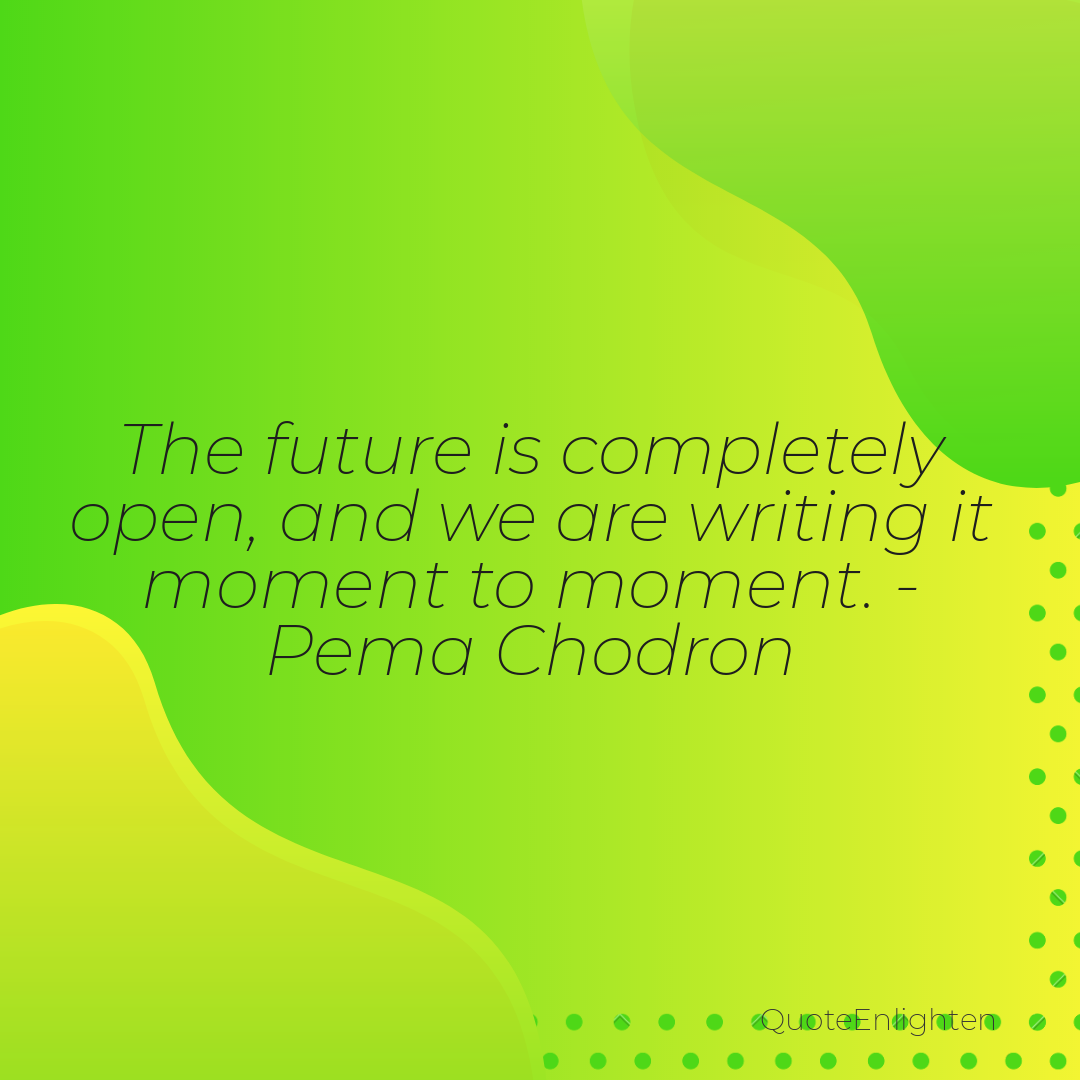 The future is completely
open, and we are writing it
moment to moment. -
Pema Chodron
QuoteEnlighten